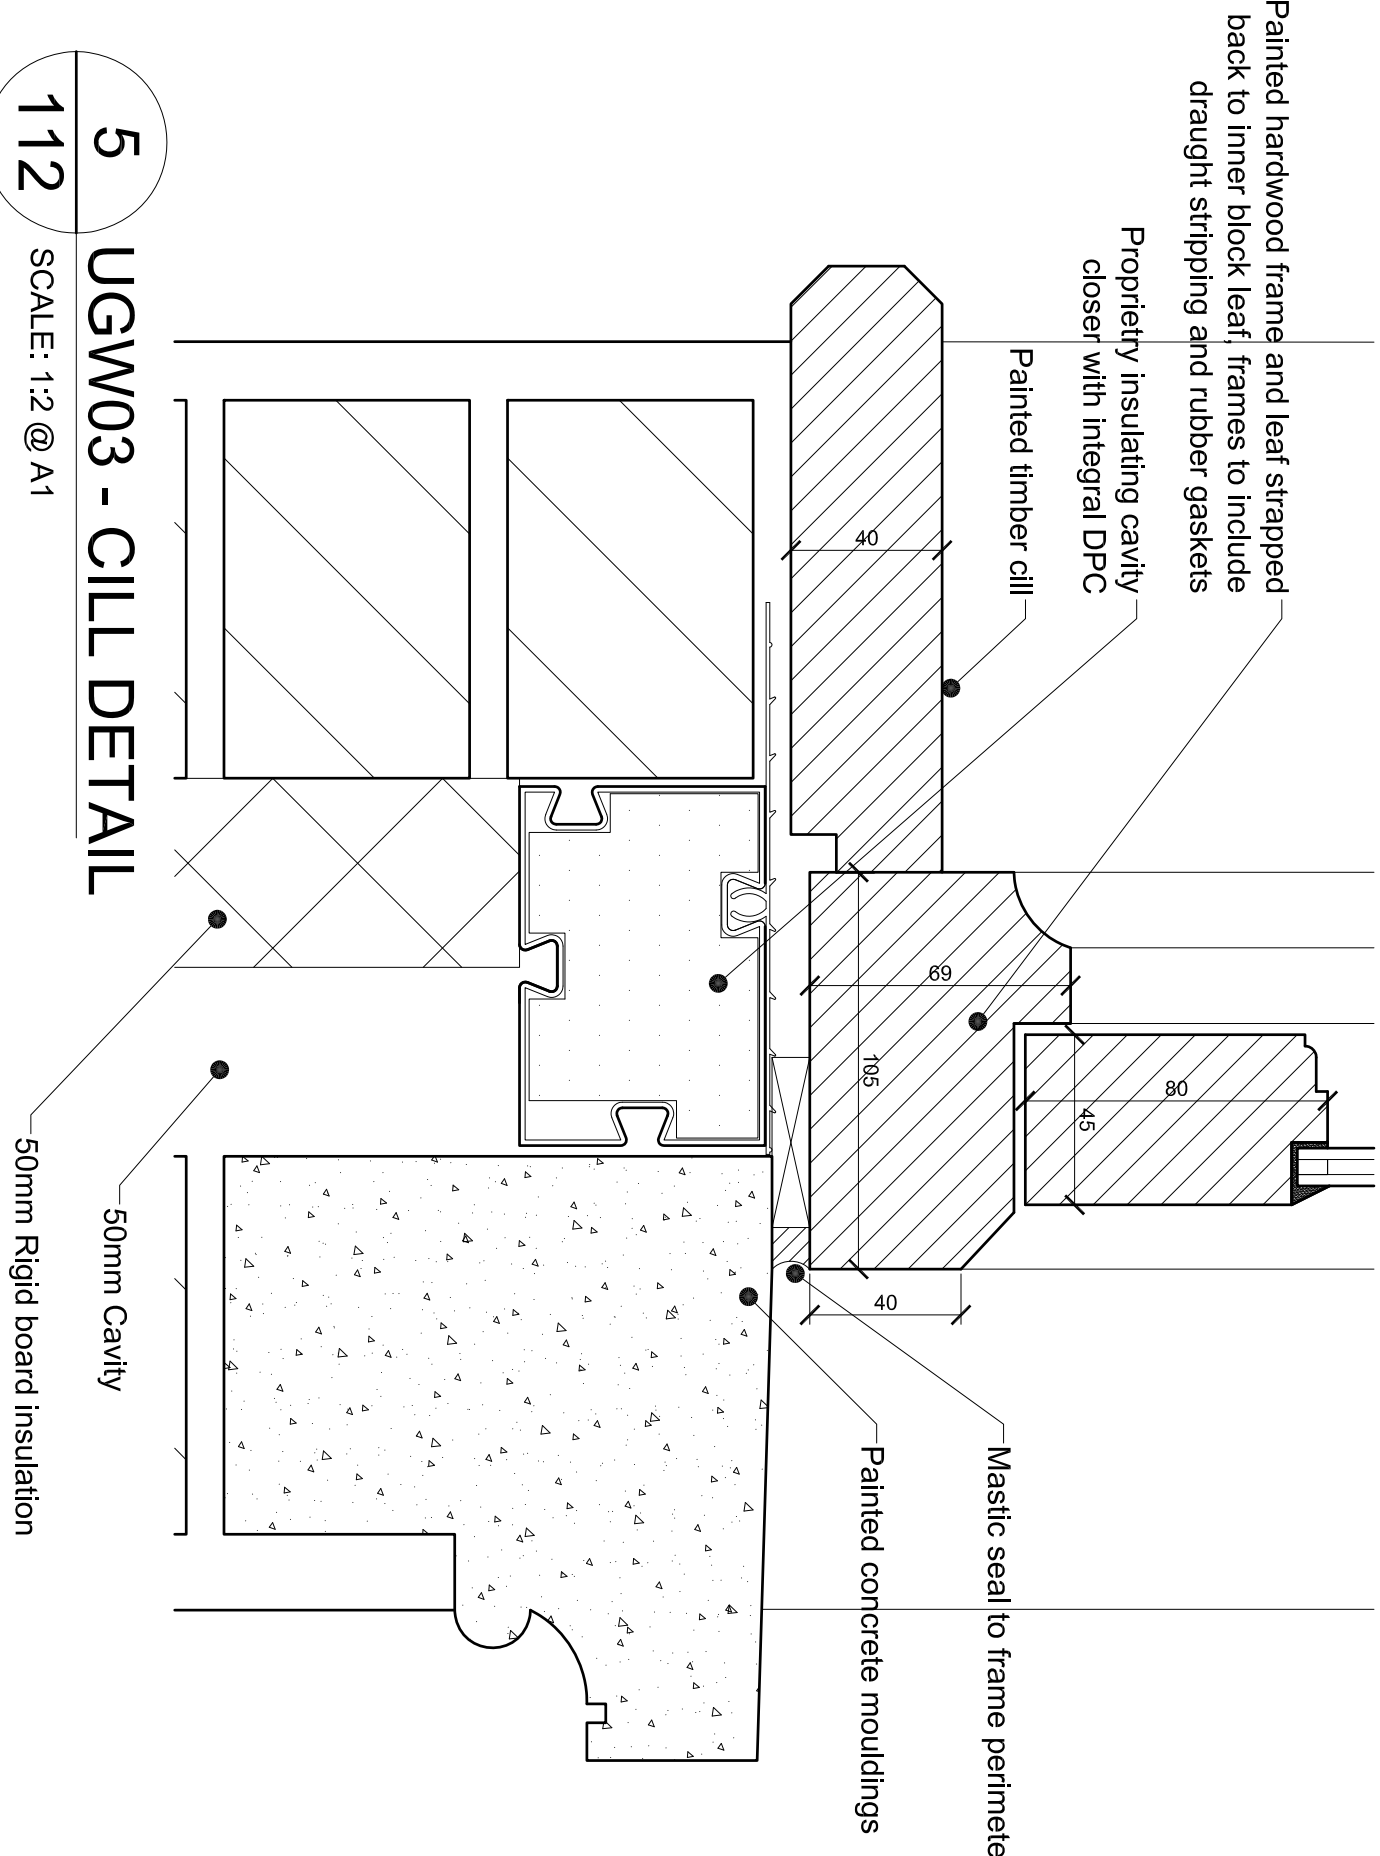 Painted hardwood frame and leaf strapped
back to inner block leaf, frames to include
draught stripping and rubber gaskets
Proprietry insulating cavity
closer with integral DPC
Painted timber cill
80
45
69
105
40
40
Mastic seal to frame perimete
Painted concrete mouldings
50mm Cavity
50mm Rigid board insulation
5
112
UGW03 - CILL DETAIL
SCALE: 1:2 @ A1